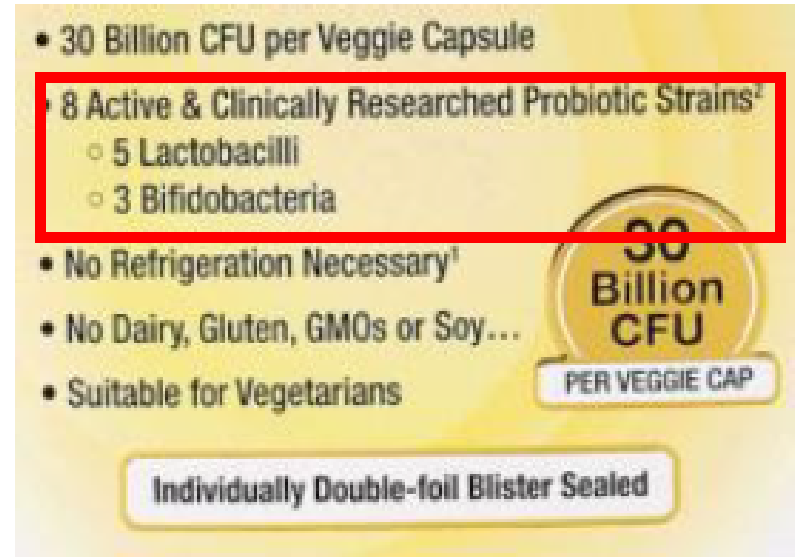 • 30 Billion CFU per Veggie Capsule
• 8 Active & Clinically Researched Probiotic Strains²
○ 5 Lactobacilli
○ 3 Bifidobacteria
• No Refrigeration Necessary¹
• No Dairy, Gluten, GMOs or Soy...
• Suitable for Vegetarians
30
Billion
CFU
PER VEGGIE CAP
Individually Double-foil Blister Sealed